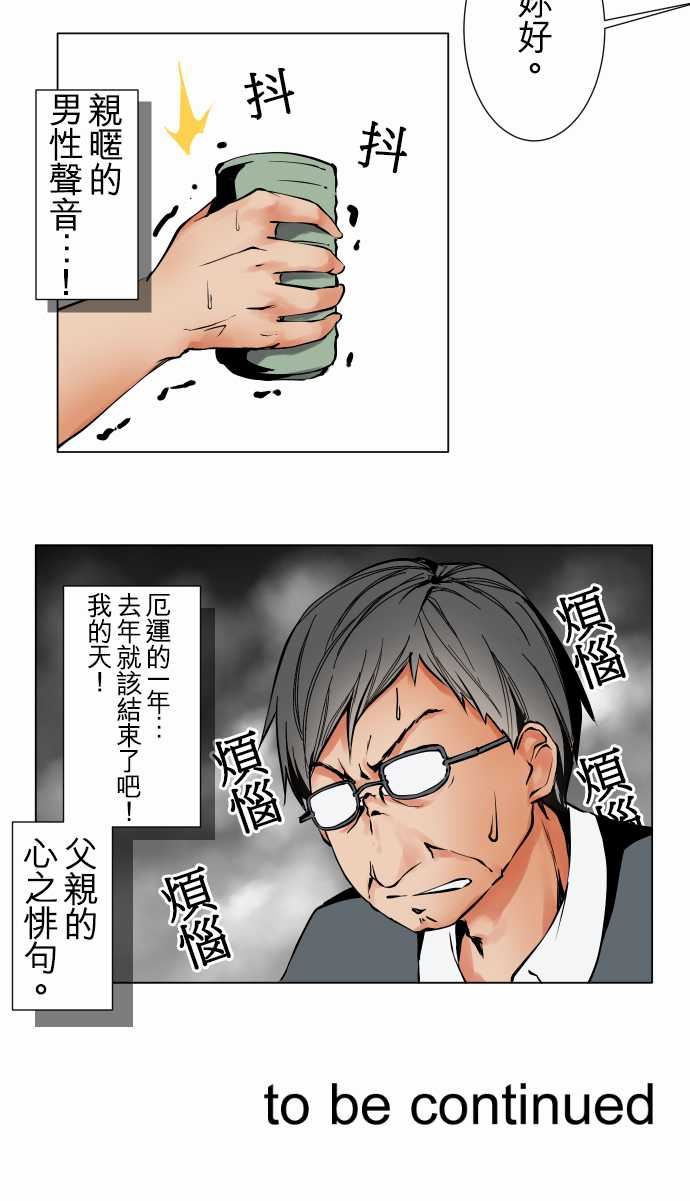 妳好。
抖
抖
親暱的
男性聲音…！
厄運的一年…
去年就該結束了吧！
我的天！
煩惱
煩惱
煩惱
煩惱
父親的
心之悱句。
to be continued